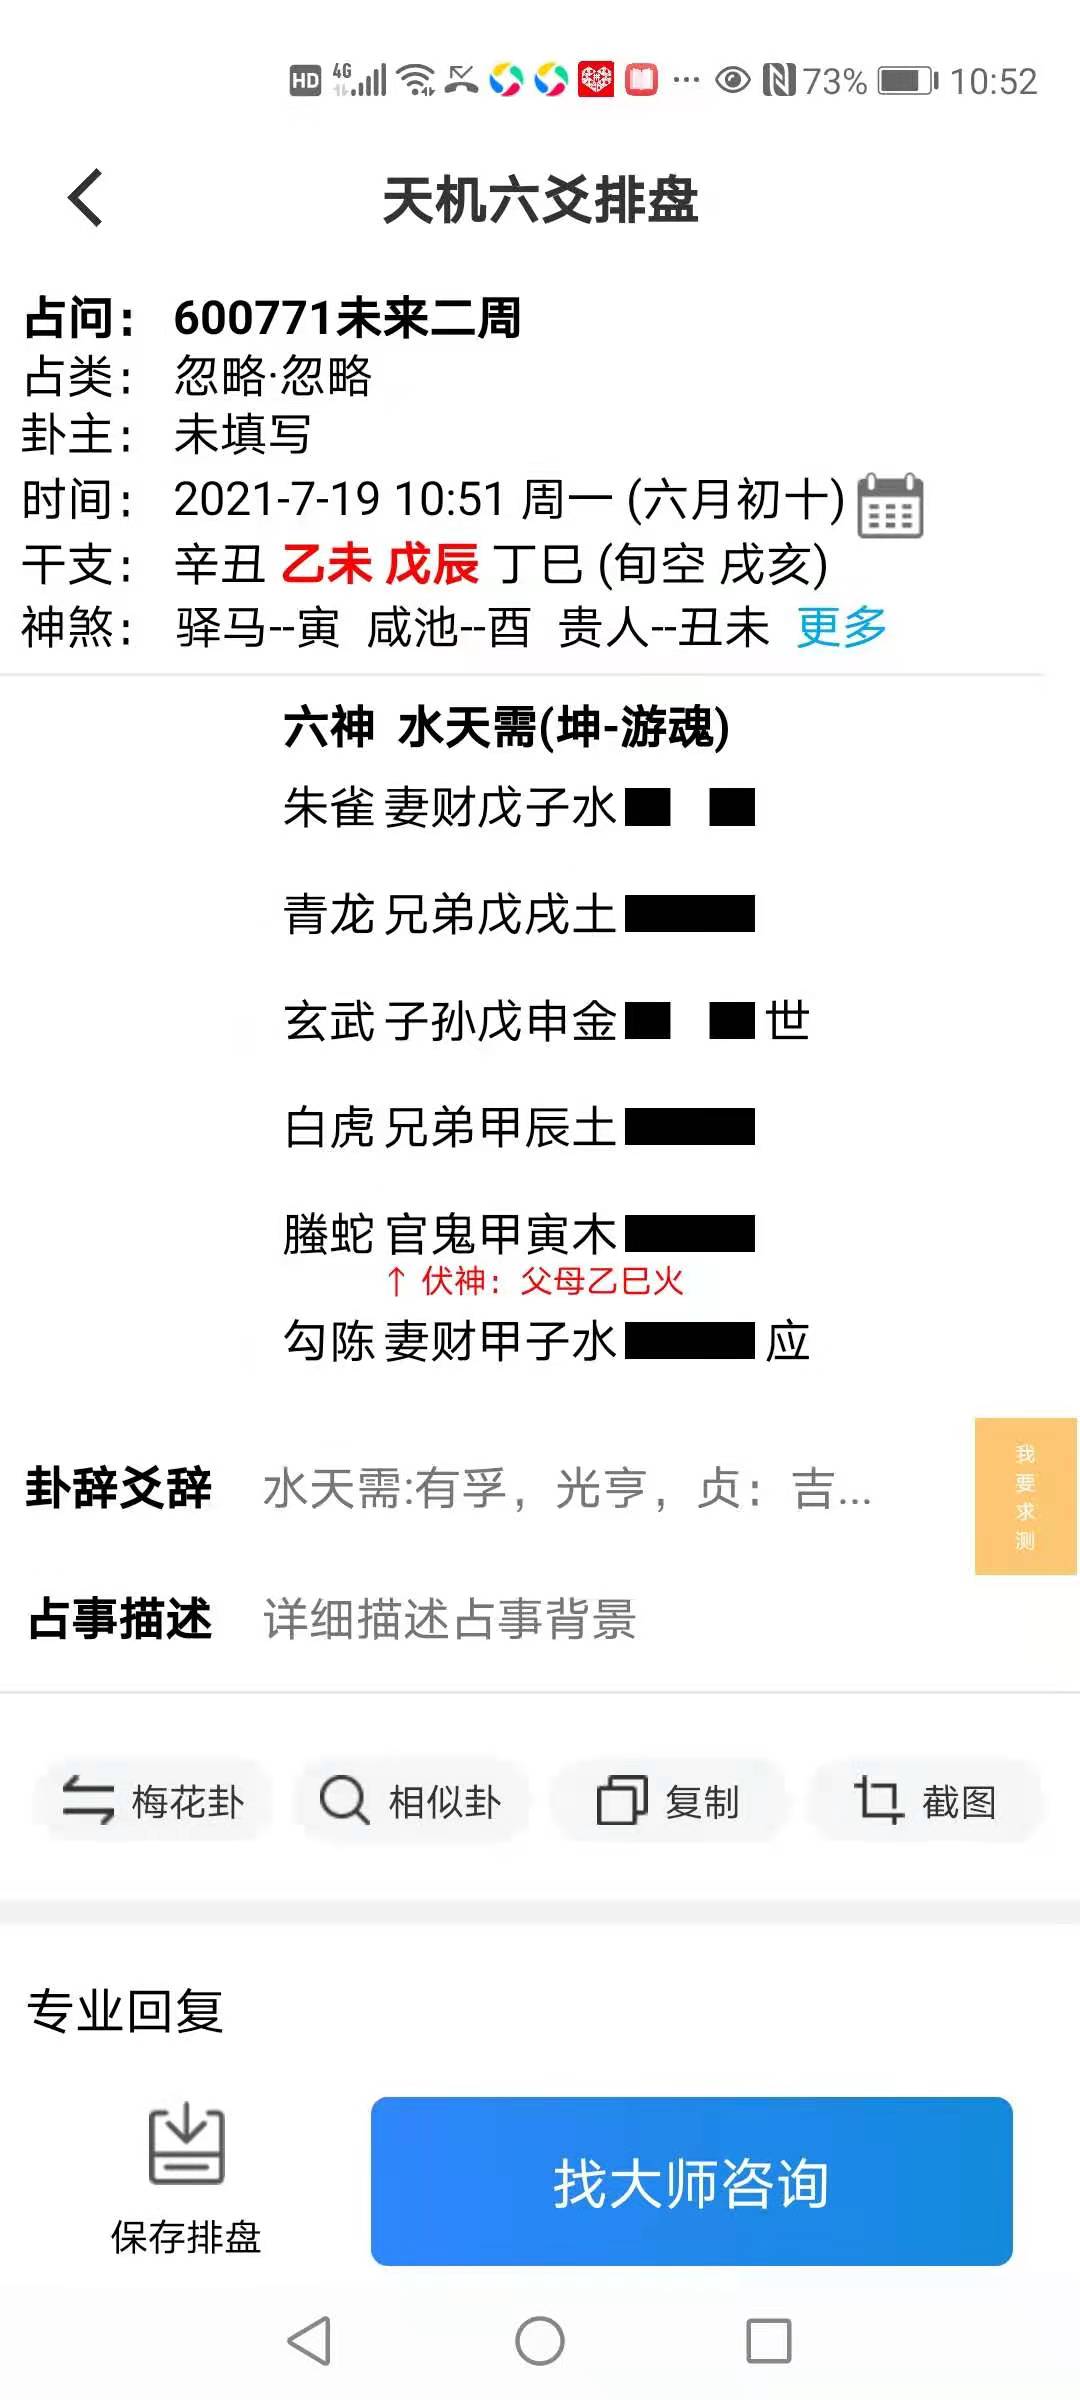 HD 4G 73% 10:52
天机六爻排盘
占问： 600771未来二周
占类： 忽略·忽略
卦主： 未填写
时间： 2021-7-19 10:51 周一 (六月初十)
干支： 辛丑 乙未 戊辰 丁巳 (旬空 戌亥)
神煞： 驿马--寅 咸池--酉 贵人--丑未 更多
六神 水天需(坤-游魂)
朱雀 妻财戊子水
青龙 兄弟戊戌土
玄武 子孙戊申金 世
白虎 兄弟甲辰土
螣蛇 官鬼甲寅木
↑ 伏神：父母乙巳火
勾陈 妻财甲子水 应
卦辞爻辞 水天需:有孚，光亨，贞：吉...
我要求测
占事描述 详细描述占事背景
梅花卦 相似卦 复制 截图
专业回复
保存排盘 找大师咨询